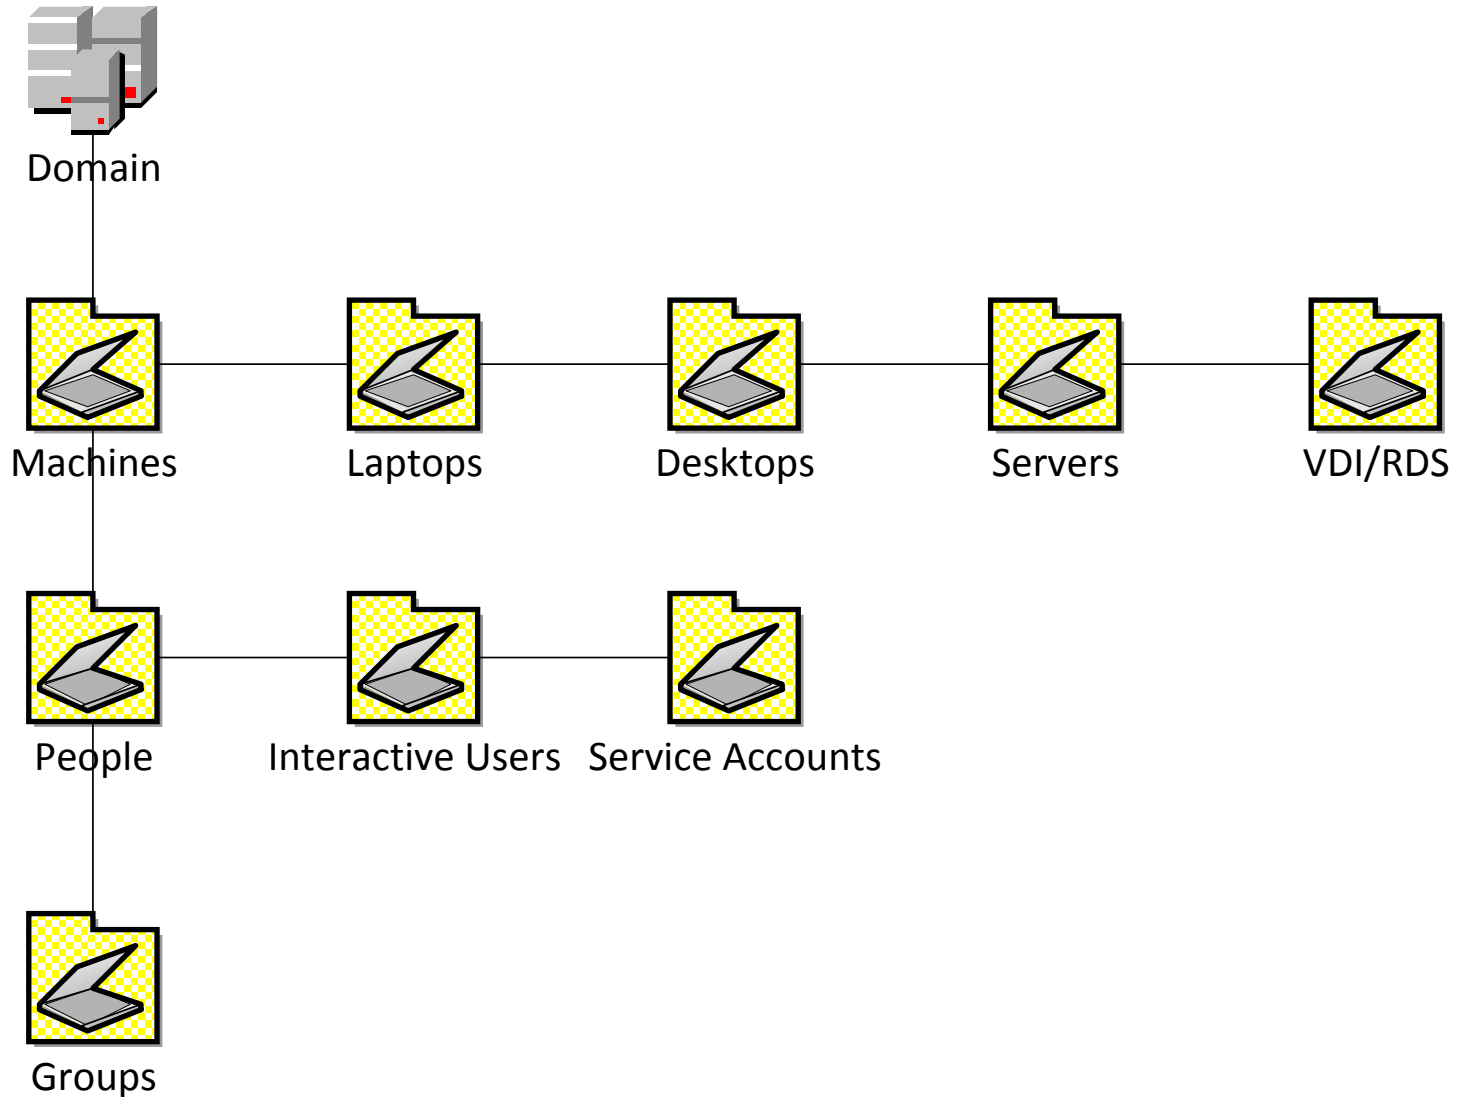 Domain
Machines Laptops Desktops Servers VDI/RDS
People Interactive Users Service Accounts
Groups